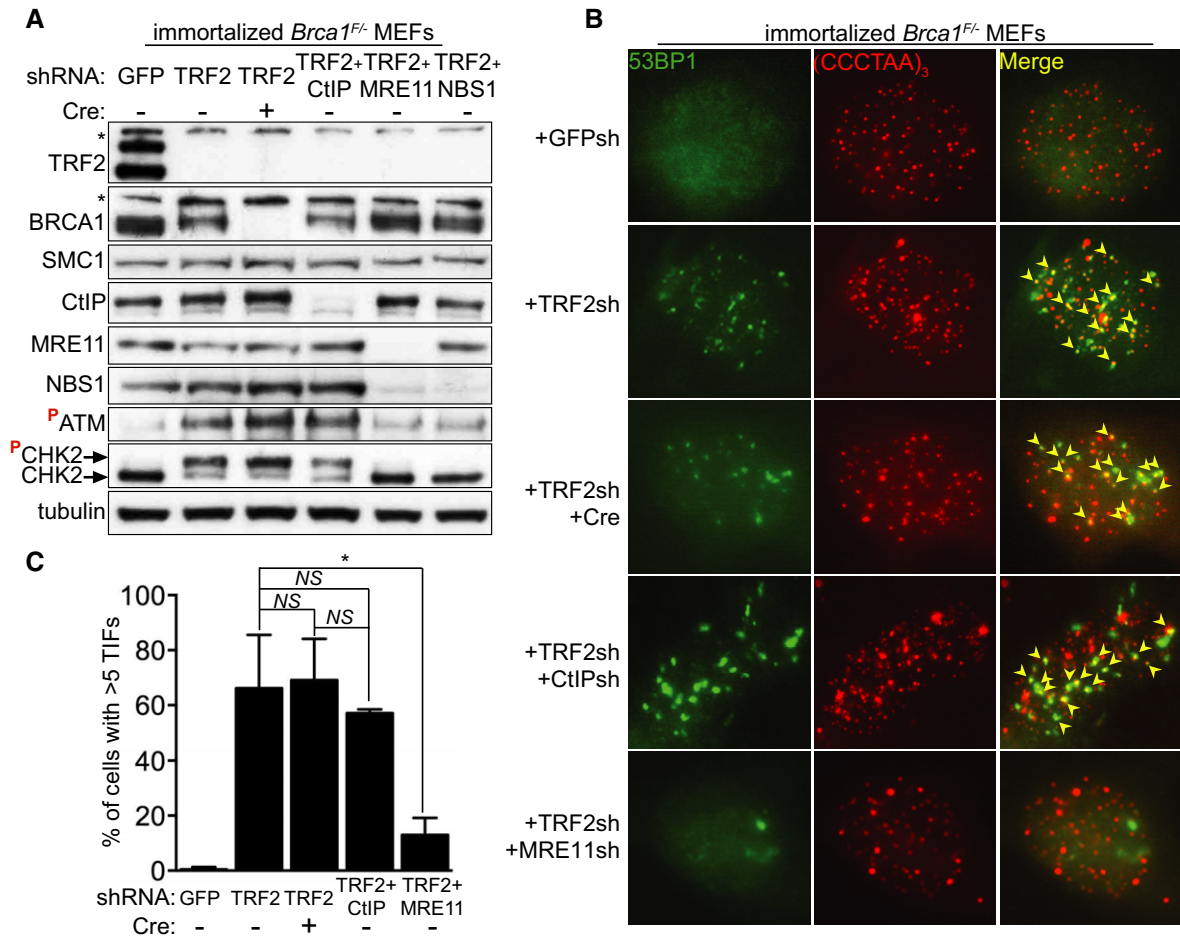 A
immortalized Brca1F/- MEFs
shRNA: GFP TRF2 TRF2 TRF2+ CtIP TRF2+ MRE11 TRF2+ NBS1
Cre: - - + - - -
*
TRF2
*
BRCA1
SMC1
CtIP
MRE11
NBS1
PATM
PCHK2
CHK2
tubulin
B
immortalized Brca1F/- MEFs
53BP1 (CCCTAA)3 Merge
+GFPsh
+TRF2sh
+TRF2sh
+Cre
+TRF2sh
+CtIPsh
+TRF2sh
+MRE11sh
C
% of cells with >5 TIFs
100
80
60
40
20
0
*
NS
NS
NS
shRNA: GFP TRF2 TRF2 TRF2+ CtIP TRF2+ MRE11
Cre: - - + - -